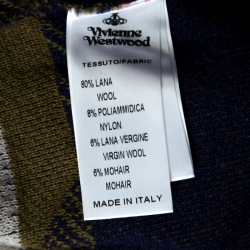 Vivienne
Westwood
TESSUTO/FABRIC
80% LANA
WOOL
8% POLIAMMIDICA
NYLON
6% LANA VERGINE
VIRGIN WOOL
6% MOHAIR
MOHAIR
MADE IN ITALY